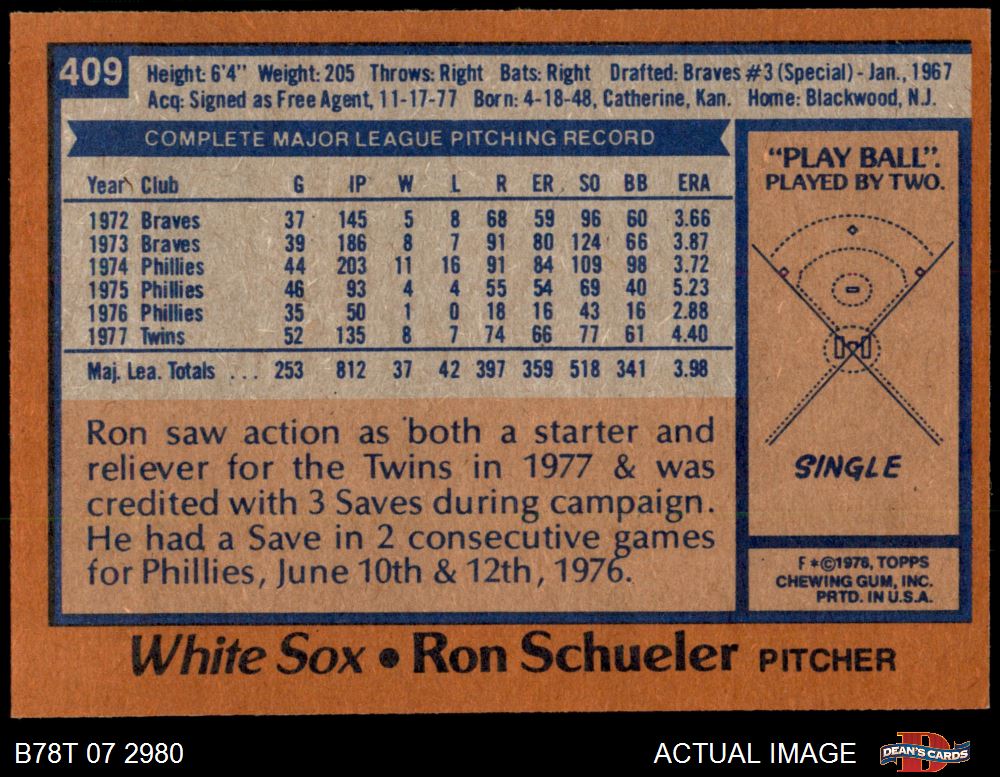 409
Height: 6'4" Weight: 205 Throws: Right Bats: Right Drafted: Braves #3 (Special) - Jan., 1967
Acq: Signed as Free Agent, 11-17-77 Born: 4-18-48, Catherine, Kan. Home: Blackwood, N.J.
COMPLETE MAJOR LEAGUE PITCHING RECORD
Year Club G IP W L R ER SO BB ERA
1972 Braves 37 145 5 8 68 59 96 60 3.66
1973 Braves 39 186 8 7 91 80 124 66 3.87
1974 Phillies 44 203 11 16 91 84 109 98 3.72
1975 Phillies 46 93 4 4 55 54 69 40 5.23
1976 Phillies 35 50 1 0 18 16 43 16 2.88
1977 Twins 52 135 8 7 74 66 77 61 4.40
Maj. Lea. Totals ... 253 812 37 42 397 359 518 341 3.98
Ron saw action as both a starter and
reliever for the Twins in 1977 & was
credited with 3 Saves during campaign.
He had a Save in 2 consecutive games
for Phillies, June 10th & 12th, 1976.
"PLAY BALL".
PLAYED BY TWO.
SINGLE
F*©1978, TOPPS
CHEWING GUM, INC.
PRTD. IN U.S.A.
White Sox • Ron Schueler PITCHER
B78T 07 2980
ACTUAL IMAGE
DEAN'S CARDS